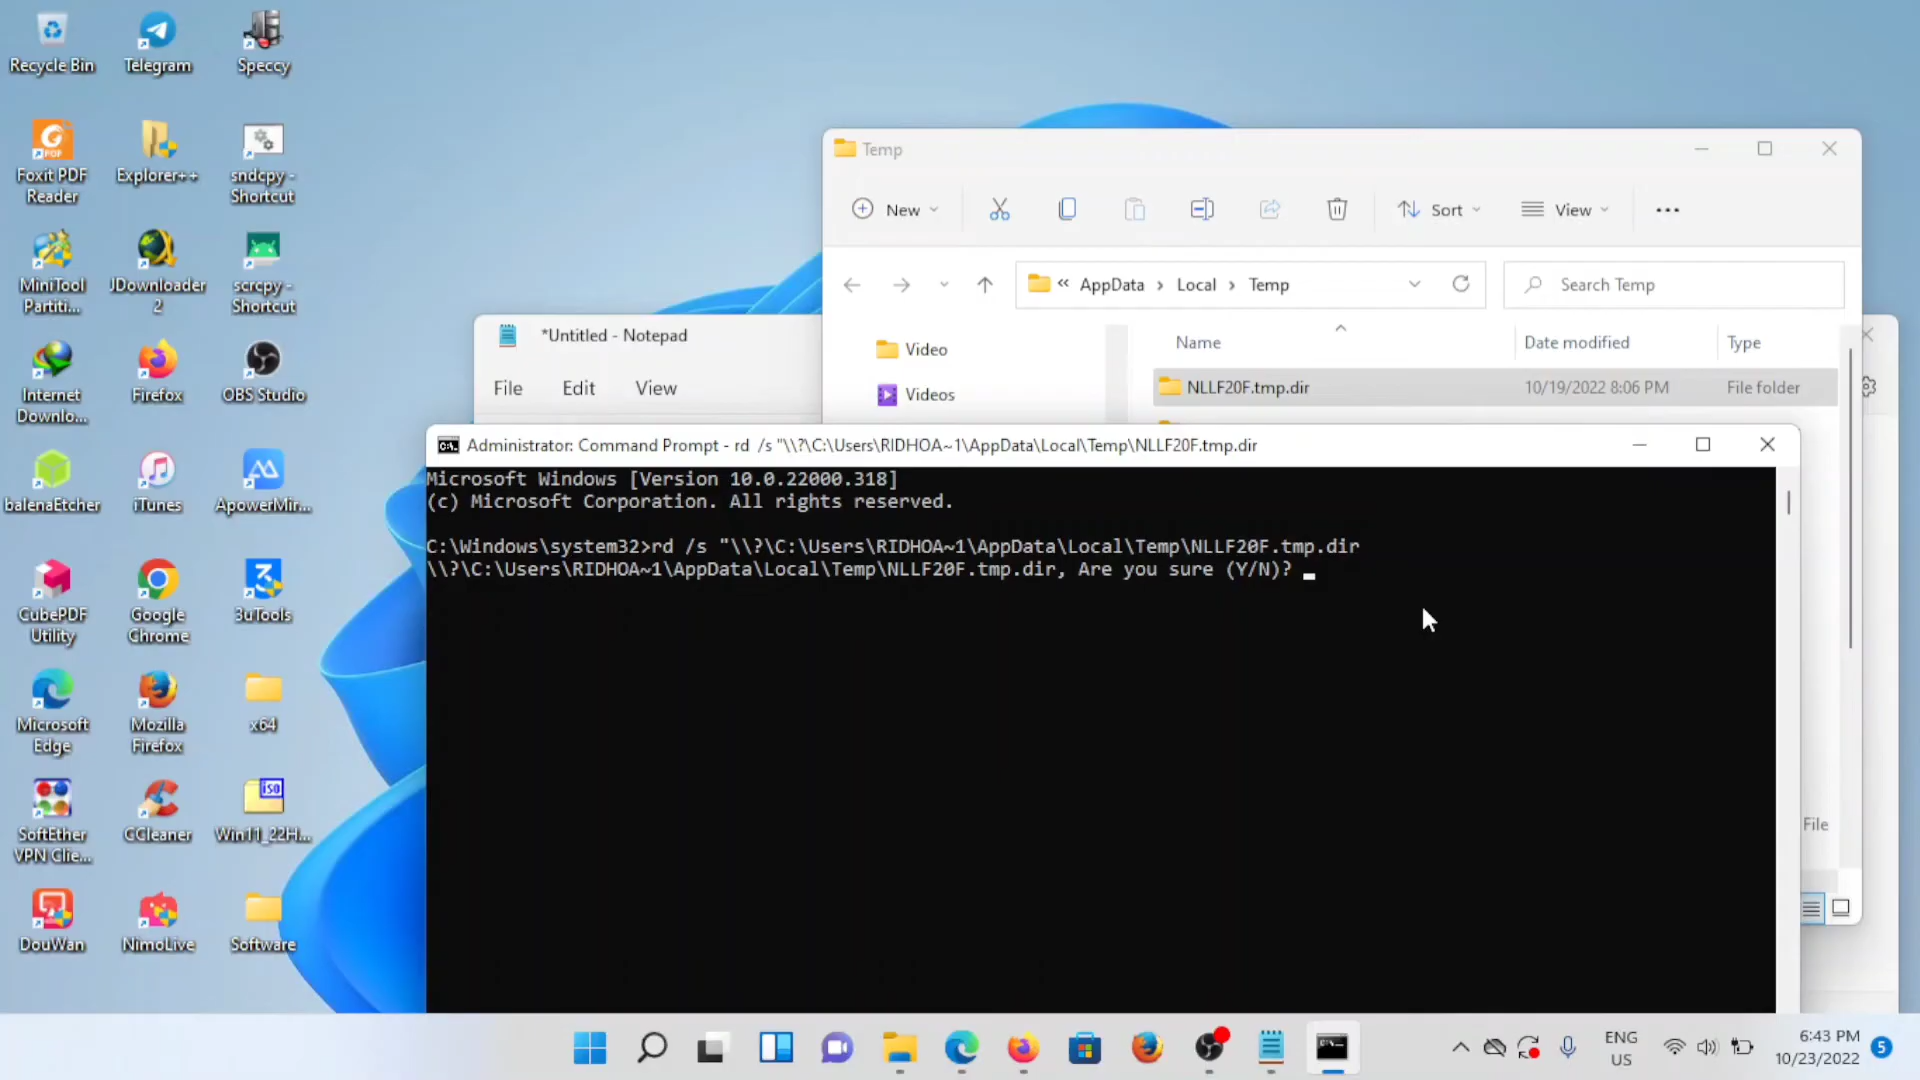 Recycle Bin
Telegram
Speccy
Foxit PDF
Reader
Explorer++
sndcpy -
Shortcut
MiniTool
Partiti...
JDownloader
2
scrcpy -
Shortcut
Internet
Downlo...
Firefox
OBS Studio
balenaEtcher
iTunes
ApowerMir...
CubePDF
Utility
Google
Chrome
3uTools
Microsoft
Edge
Mozilla
Firefox
x64
SoftEther
VPN Clie...
CCleaner
Win11_22H...
DouWan
NimoLive
Software
Temp
New
Sort
View
« AppData > Local > Temp
Search Temp
Video
Videos
Name Date modified Type
NLLF20F.tmp.dir 10/19/2022 8:06 PM File folder
File
*Untitled - Notepad
File Edit View
Administrator: Command Prompt - rd /s "\\?\C:\Users\RIDHOA~1\AppData\Local\Temp\NLLF20F.tmp.dir
Microsoft Windows [Version 10.0.22000.318]
(c) Microsoft Corporation. All rights reserved.
C:\Windows\system32>rd /s "\\?\C:\Users\RIDHOA~1\AppData\Local\Temp\NLLF20F.tmp.dir
\\?\C:\Users\RIDHOA~1\AppData\Local\Temp\NLLF20F.tmp.dir, Are you sure (Y/N)?
ENG
US
6:43 PM
10/23/2022
5